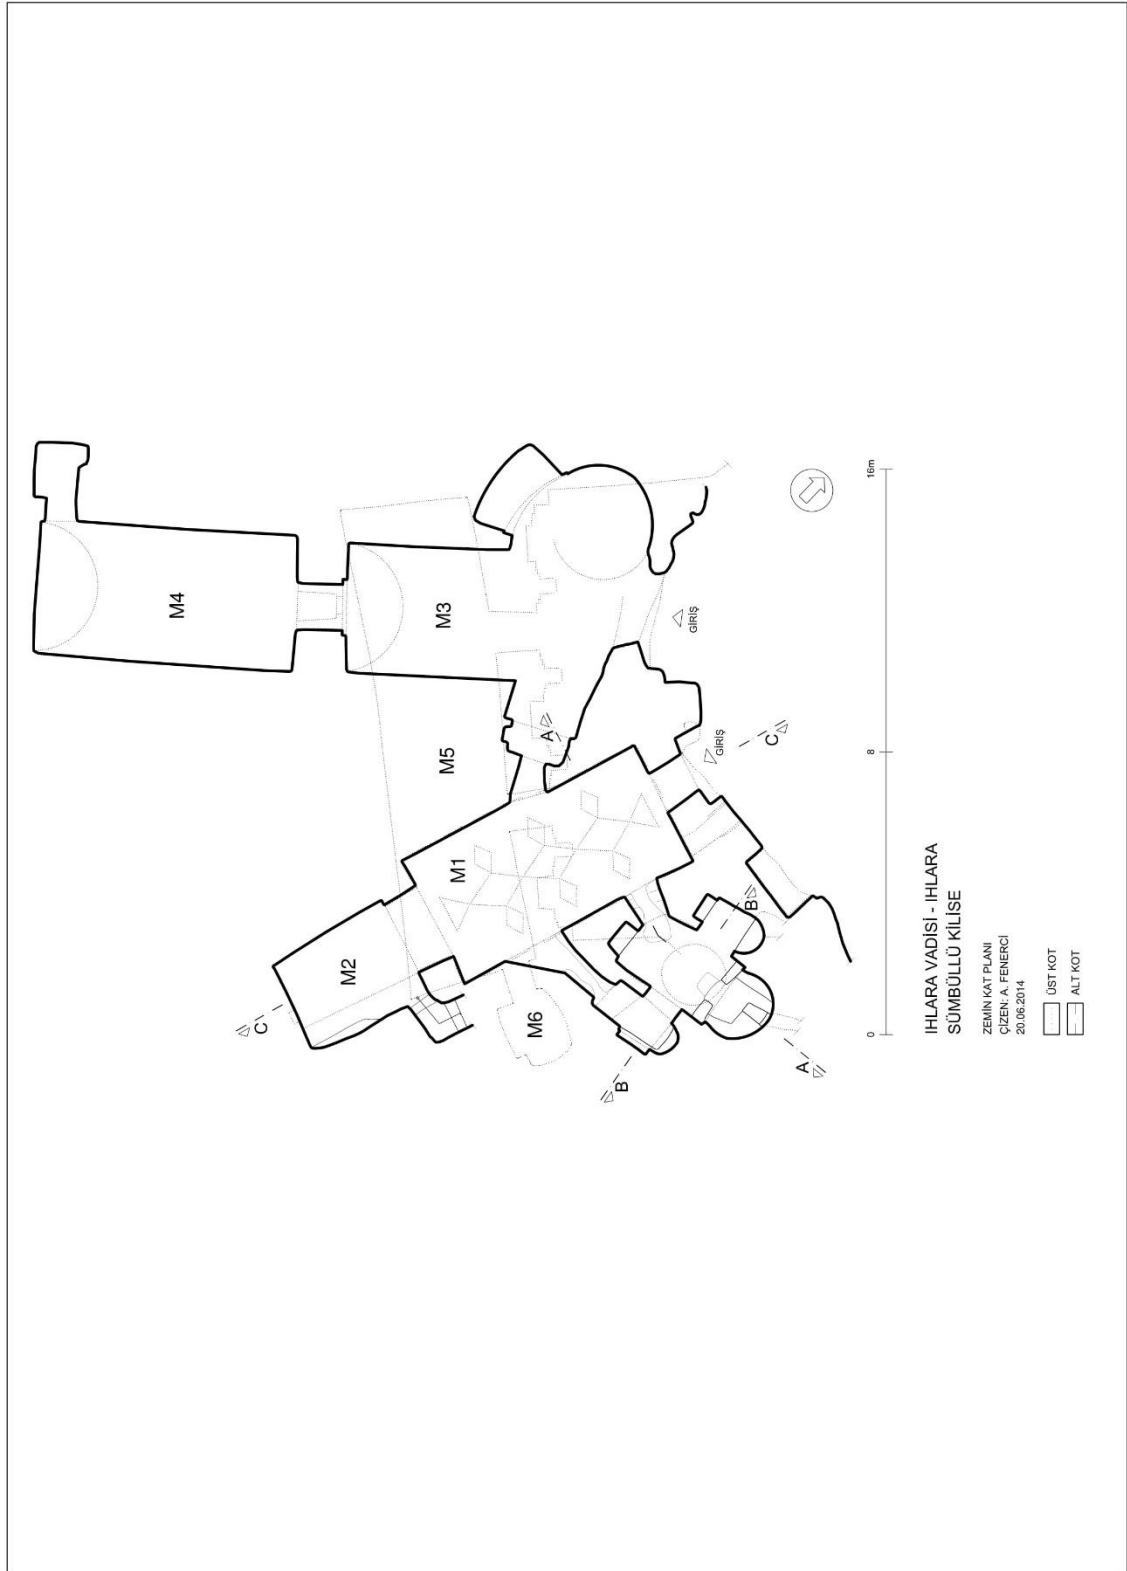 M4
M3
M5
M1
M2
M6
A
A
B
B
C
C
GİRİŞ
GİRİŞ
0
8
16m
IHLARA VADİSİ - IHLARA
SÜMBÜLLÜ KİLİSE
ZEMİN KAT PLANI
ÇİZEN: A. FENERCİ
20.06.2014
ÜST KOT
ALT KOT